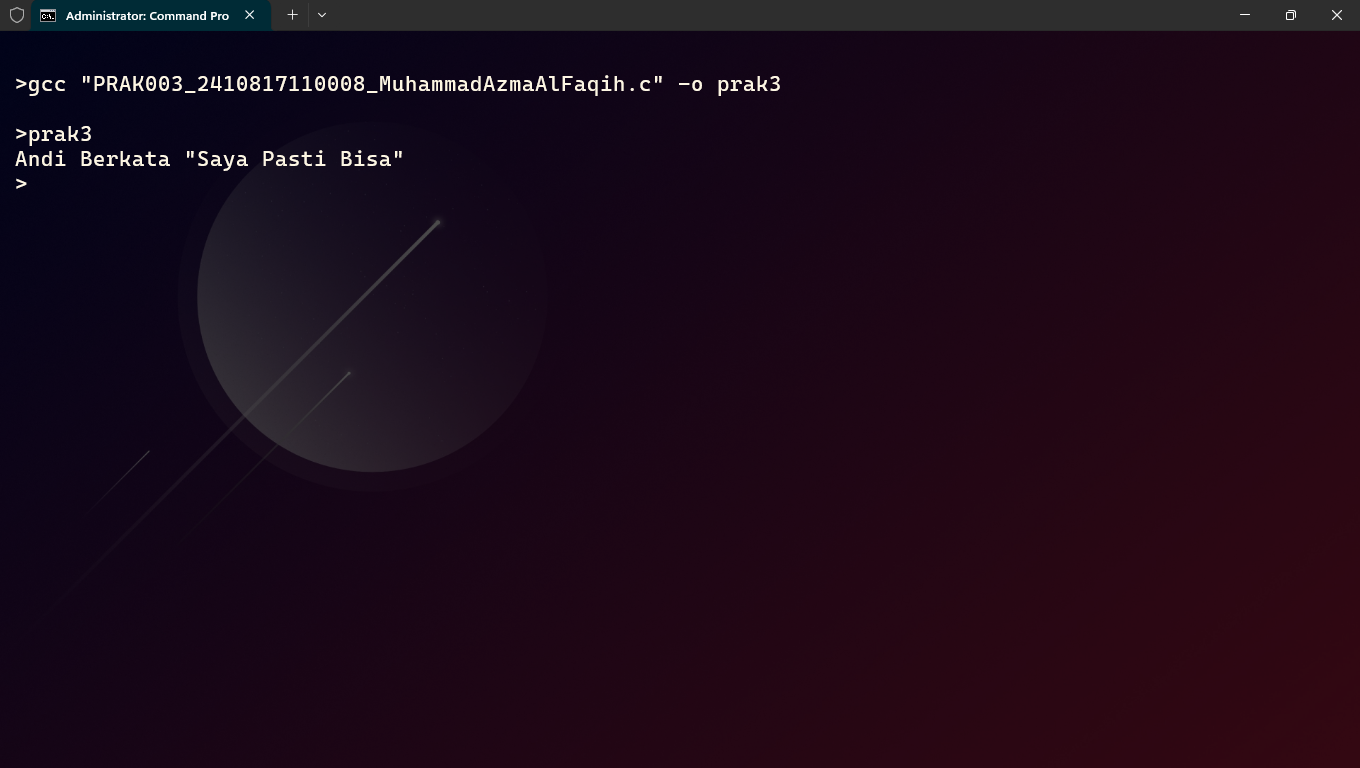 Administrator: Command Pro
>gcc "PRAK003_2410817110008_MuhammadAzmaAlFaqih.c" -o prak3
>prak3
Andi Berkata "Saya Pasti Bisa"
>